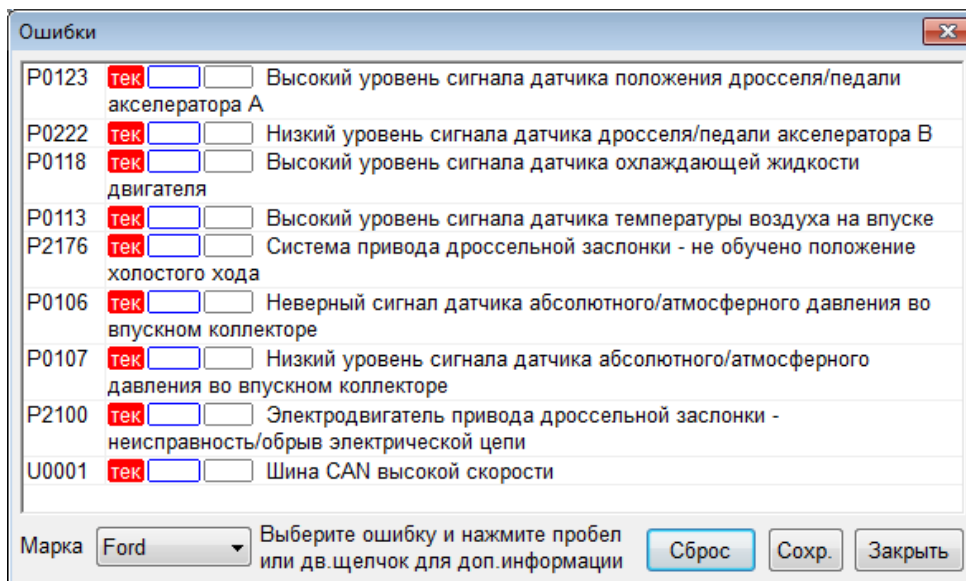 Ошибки
P0123 тек Высокий уровень сигнала датчика положения дросселя/педали
акселератора A
P0222 тек Низкий уровень сигнала датчика дросселя/педали акселератора B
P0118 тек Высокий уровень сигнала датчика охлаждающей жидкости
двигателя
P0113 тек Высокий уровень сигнала датчика температуры воздуха на впуске
P2176 тек Система привода дроссельной заслонки - не обучено положение
холостого хода
P0106 тек Неверный сигнал датчика абсолютного/атмосферного давления во
впускном коллекторе
P0107 тек Низкий уровень сигнала датчика абсолютного/атмосферного
давления во впускном коллекторе
P2100 тек Электродвигатель привода дроссельной заслонки -
неисправность/обрыв электрической цепи
U0001 тек Шина CAN высокой скорости
Марка Ford Выберите ошибку и нажмите пробел
или дв.щелчок для доп.информации Сброс Сохр. Закрыть